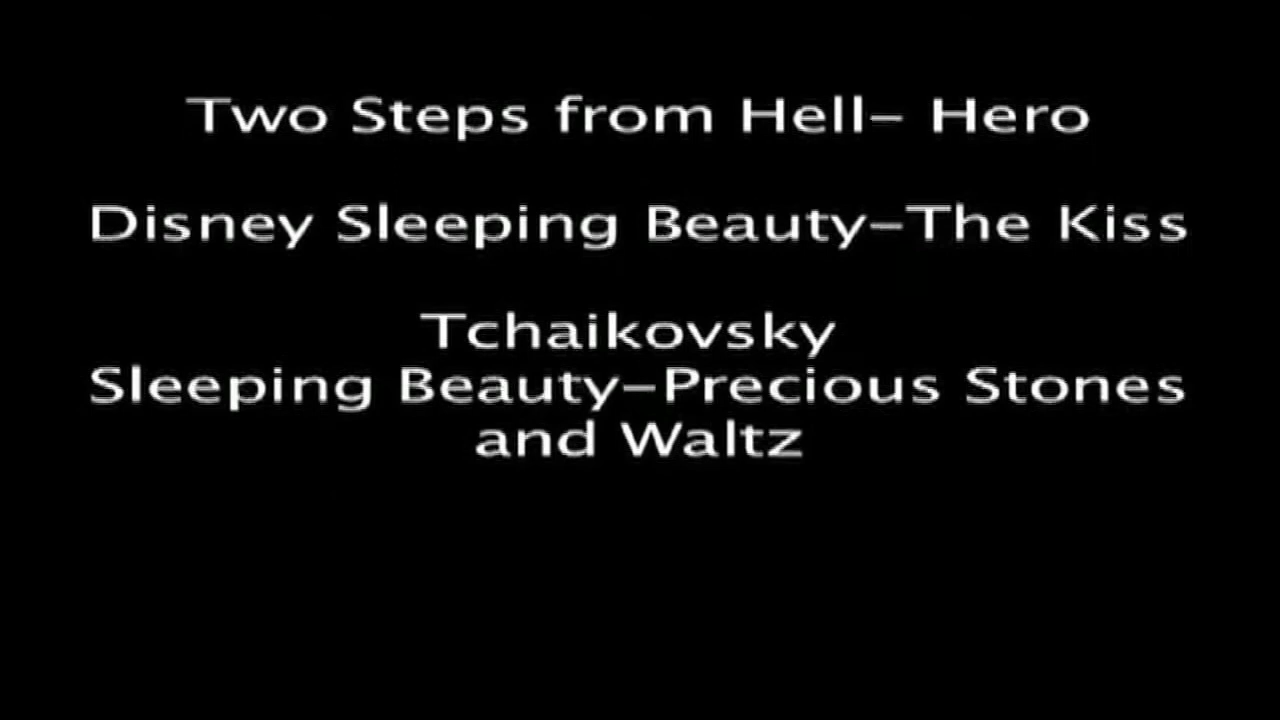 Two Steps from Hell– Hero
Disney Sleeping Beauty–The Kiss
Tchaikovsky
Sleeping Beauty–Precious Stones
and Waltz